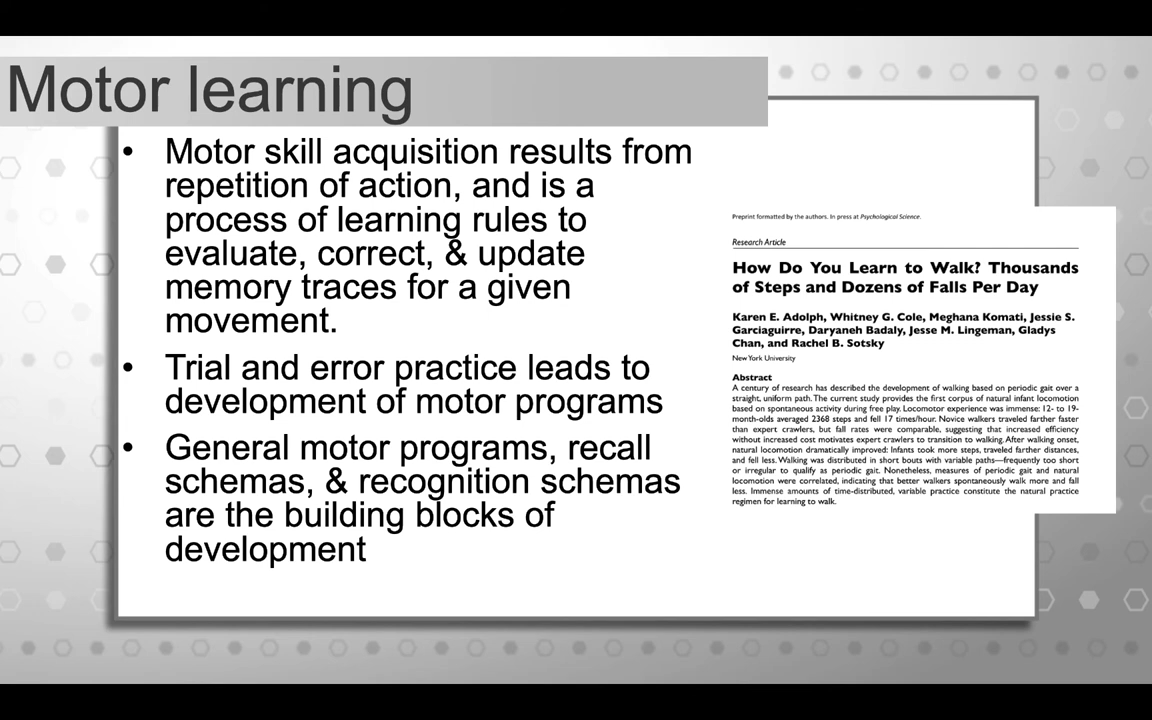 Motor learning
• Motor skill acquisition results from
repetition of action, and is a
process of learning rules to
evaluate, correct, & update
memory traces for a given
movement.
• Trial and error practice leads to
development of motor programs
• General motor programs, recall
schemas, & recognition schemas
are the building blocks of
development
Preprint formatted by the authors. In press at Psychological Science.
Research Article
How Do You Learn to Walk? Thousands
of Steps and Dozens of Falls Per Day
Karen E. Adolph, Whitney G. Cole, Meghana Komati, Jessie S.
Garciaguirre, Daryaneh Badaly, Jesse M. Lingeman, Gladys
Chan, and Rachel B. Sotsky
New York University
Abstract
A century of research has described the development of walking based on periodic gait over a
straight, uniform path. The current study provides the first corpus of natural infant locomotion
based on spontaneous activity during free play. Locomotor experience was immense: 12- to 19-
month-olds averaged 2368 steps and fell 17 times/hour. Novice walkers traveled farther faster
than expert crawlers, but fall rates were comparable, suggesting that increased efficiency
without increased cost motivates expert crawlers to transition to walking. After walking onset,
natural locomotion dramatically improved: Infants took more steps, traveled farther distances,
and fell less. Walking was distributed in short bouts with variable paths—frequently too short
or irregular to qualify as periodic gait. Nonetheless, measures of periodic gait and natural
locomotion were correlated, indicating that better walkers spontaneously walk more and fall
less. Immense amounts of time-distributed, variable practice constitute the natural practice
regimen for learning to walk.